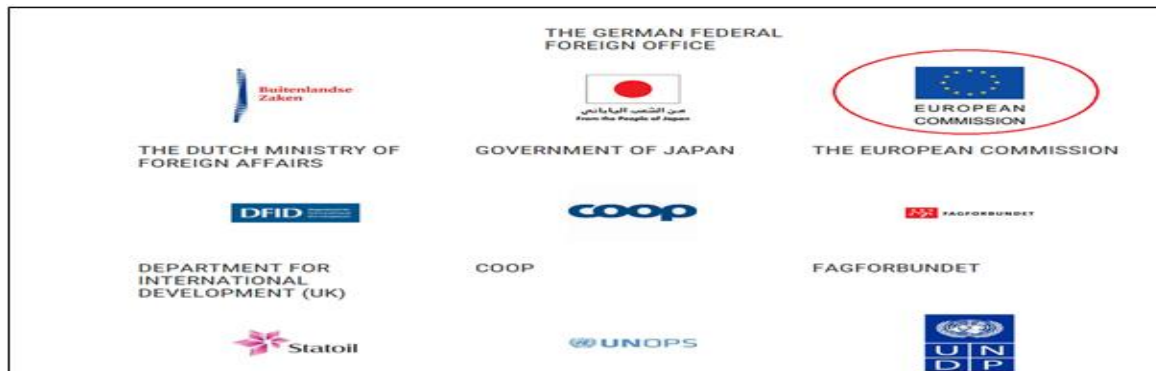 THE GERMAN FEDERAL
FOREIGN OFFICE
Buitenlandse
Zaken
من الشعب الياباني
From the People of Japan
EUROPEAN
COMMISSION
THE DUTCH MINISTRY OF
FOREIGN AFFAIRS
GOVERNMENT OF JAPAN
THE EUROPEAN COMMISSION
DFID
coop
FAGFORBUNDET
DEPARTMENT FOR
INTERNATIONAL
DEVELOPMENT (UK)
COOP
FAGFORBUNDET
Statoil
UNOPS
U N
D P